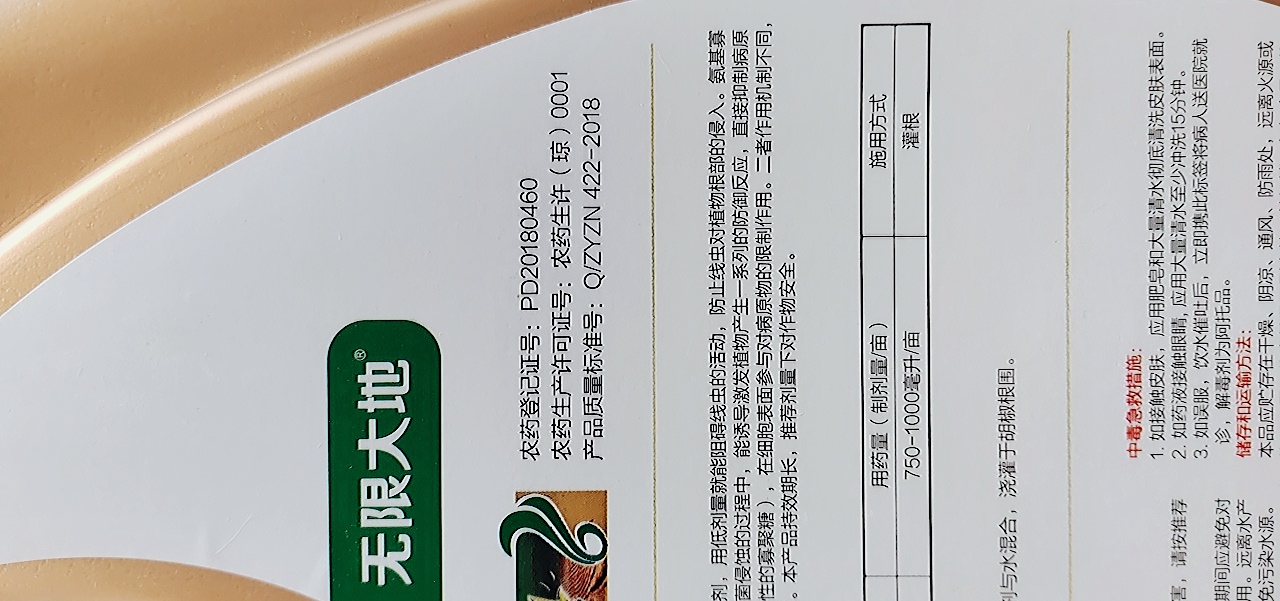 无限大地®
农药登记证号：PD20180460
农药生产许可证号：农药生许（琼）0001
产品质量标准号：Q/ZYZN 422-2018
剂，用低剂量就能阻碍线虫的活动，防止线虫对植物根部的侵入。氨基寡
菌侵蚀的过程中，能诱导激发植物产生一系列的防御反应，直接抑制病原
性的寡聚糖），在细胞表面参与对病原物的限制作用。二者作用机制不同，
。本产品持效期长，推荐剂量下对作物安全。
用药量（制剂量/亩） 施用方式
750-1000毫升/亩 灌根
剂与水混合，浇灌于胡椒根围。
中毒急救措施：
1. 如接触皮肤，应用肥皂和大量清水彻底清洗皮肤表面。
2. 如药液接触眼睛, 应用大量清水至少冲洗15分钟。
3. 如误服，饮水催吐后，立即携此标签将病人送医院就
诊，解毒剂为阿托品。
储存和运输方法：
本品应贮存在干燥、阴凉、通风、防雨处，远离火源或
害，请按推荐
期间应避免对
用。远离水产
免污染水源。